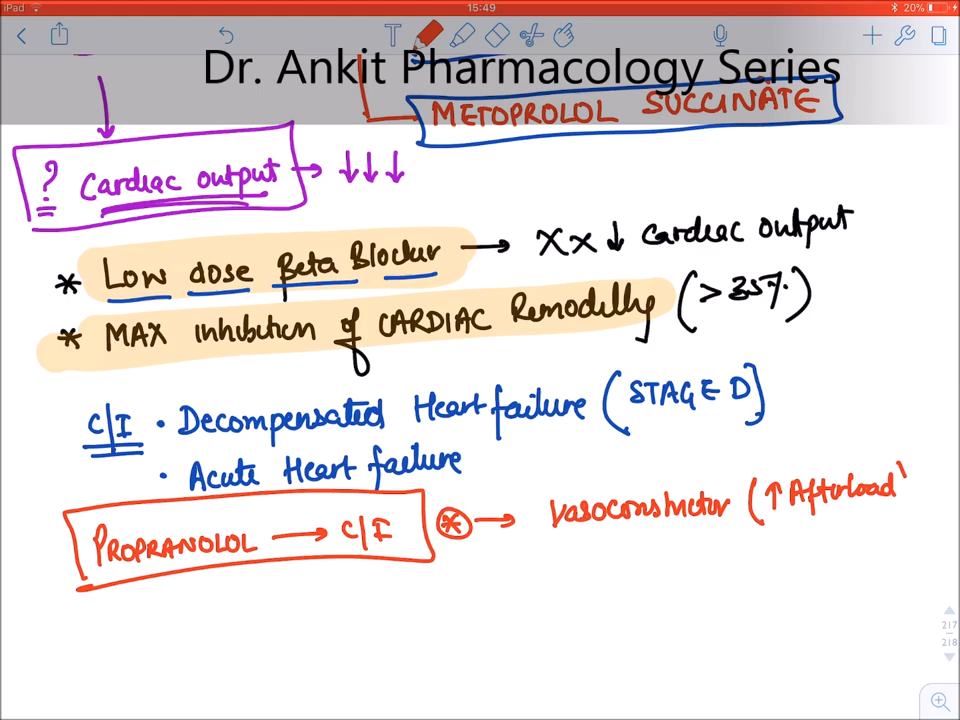 iPad 15:49 20%
T
Dr. Ankit Pharmacology Series
METOPROLOL SUCCINATE
? Cardiac output → ↓↓↓
* Low dose Beta Blocker → XX ↓ Cardiac output
* MAX inhibition of CARDIAC Remodelling (> 35%)
C/I • Decompensated Heart failure (STAGE D]
• Acute Heart failure
PROPRANOLOL → C/I * → Vasoconstrictor (↑ Afterload
217
218